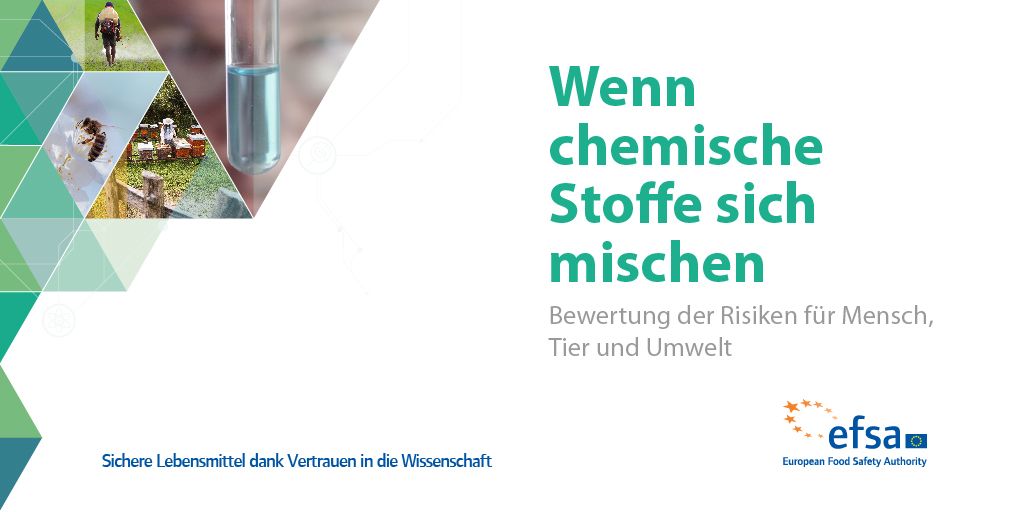 Wenn
chemische
Stoffe sich
mischen
Bewertung der Risiken für Mensch,
Tier und Umwelt
Sichere Lebensmittel dank Vertrauen in die Wissenschaft
efsa
European Food Safety Authority